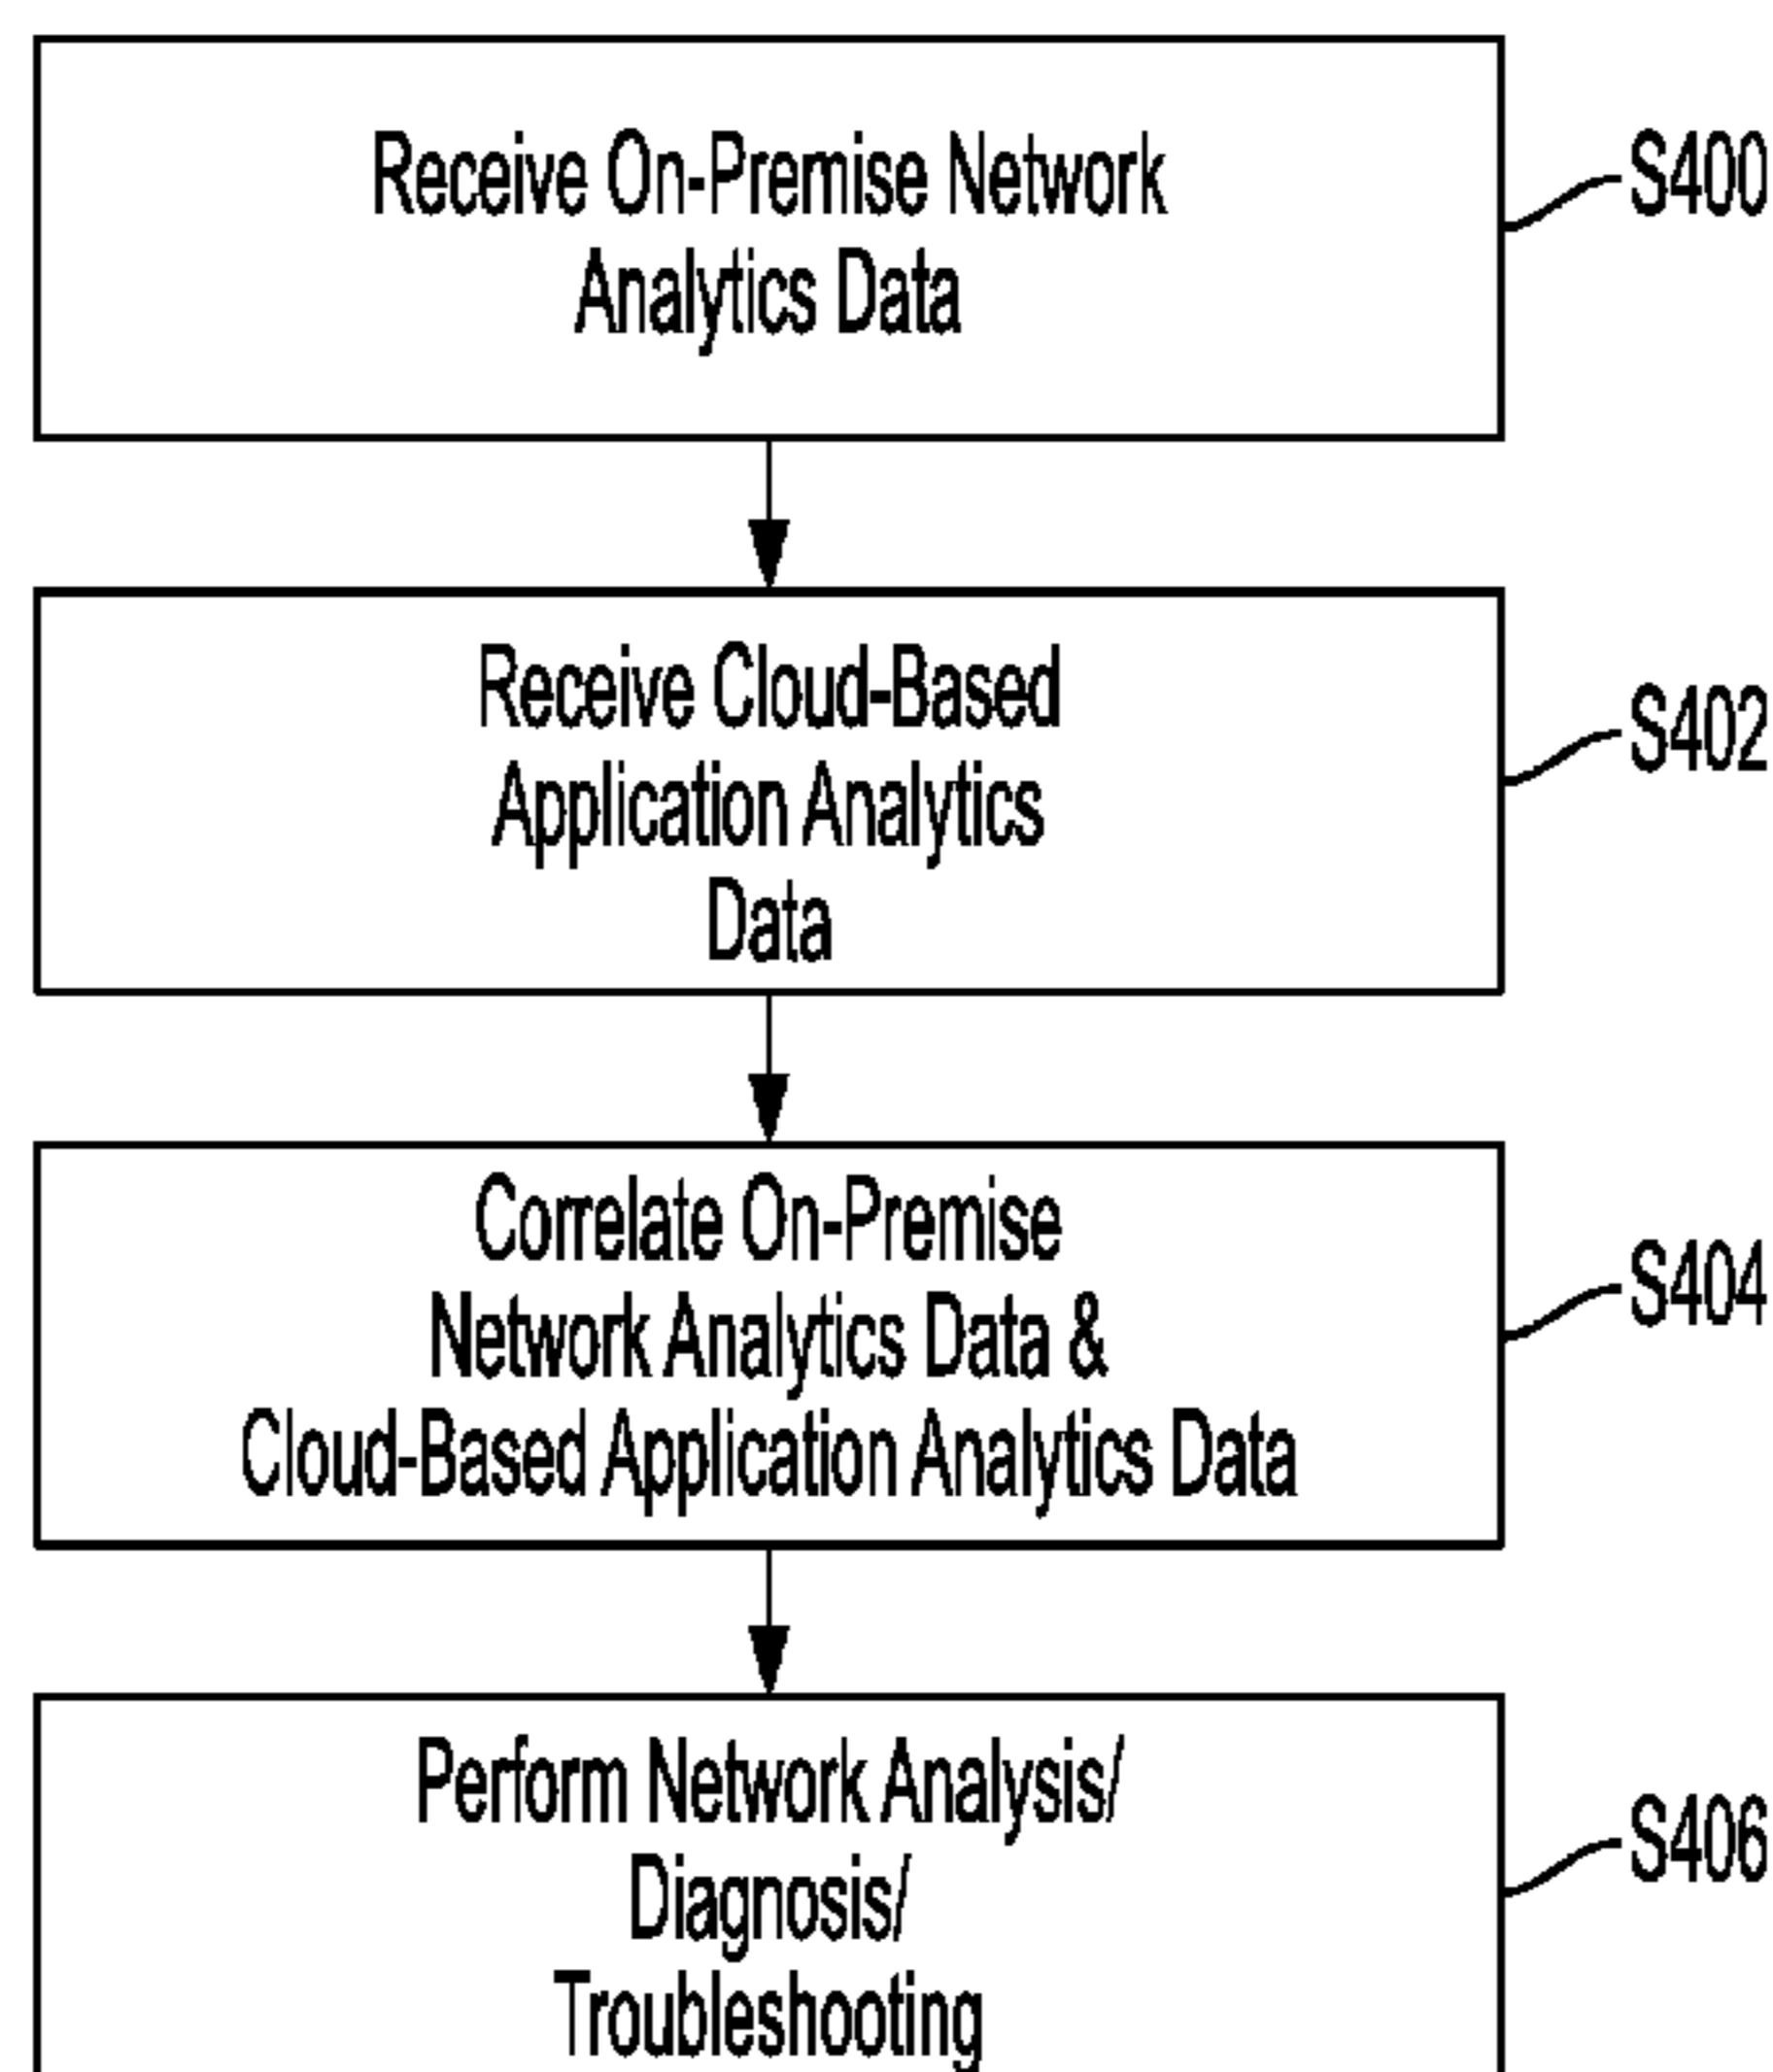 Receive On-Premise Network
Analytics Data
S400
Receive Cloud-Based
Application Analytics
Data
S402
Correlate On-Premise
Network Analytics Data &
Cloud-Based Application Analytics Data
S404
Perform Network Analysis/
Diagnosis/
Troubleshooting
S406